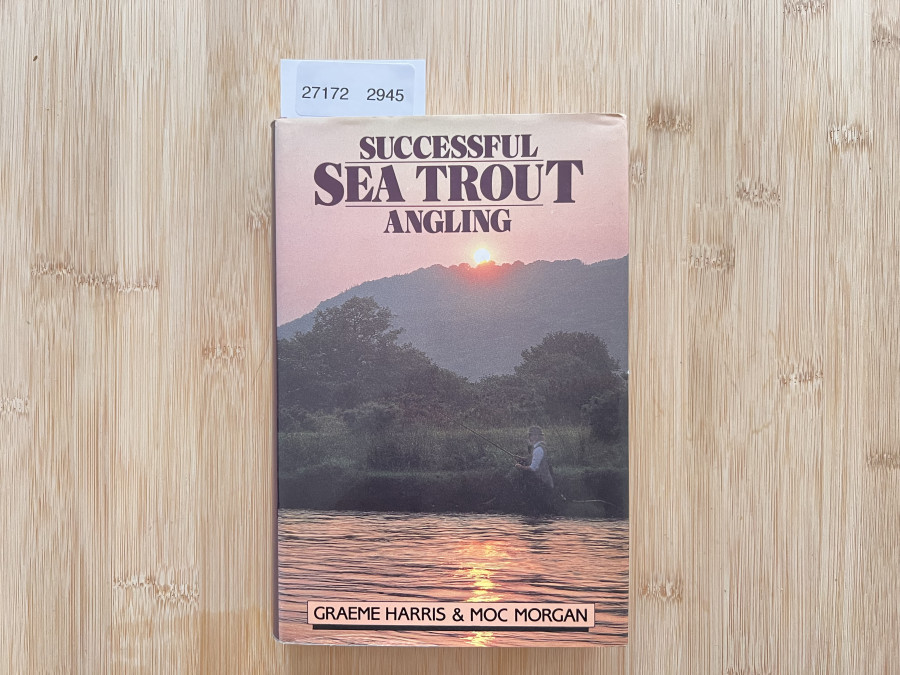 27172 2945
SUCCESSFUL
SEA TROUT
ANGLING
GRAEME HARRIS & MOC MORGAN